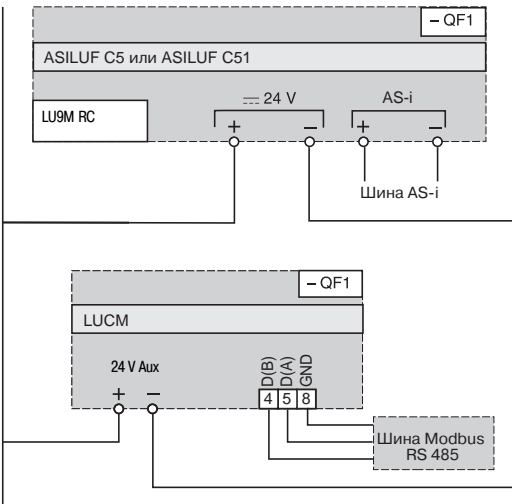 – QF1
ASILUF C5 или ASILUF C51
LU9M RC
24 V
AS-i
+ – + –
Шина AS-i
– QF1
LUCM
24 V Aux
+ –
D(B)
D(A)
GND
4 5 8
Шина Modbus
RS 485